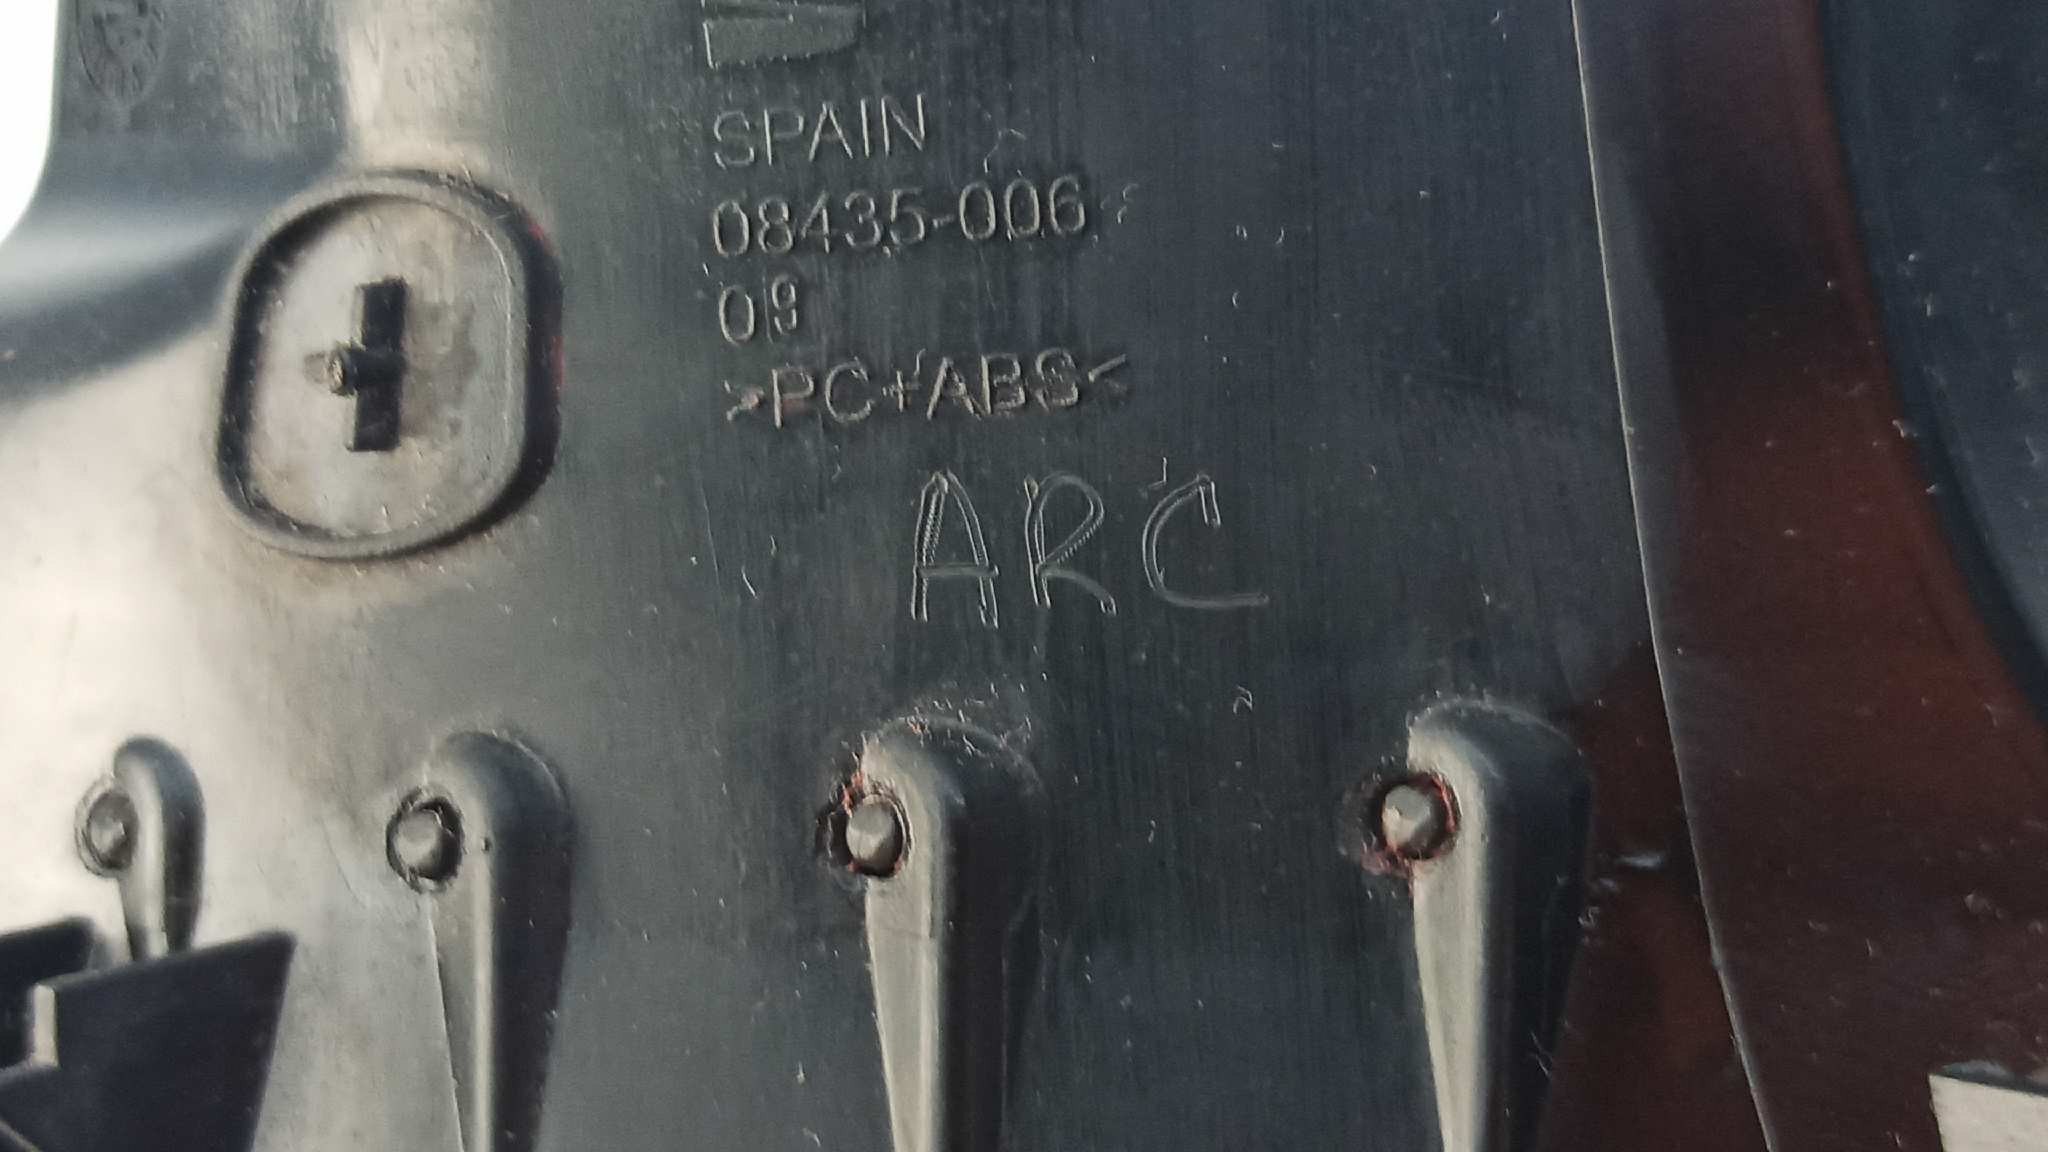 SPAIN
08435-006
09
>PC+ABS<
ARC